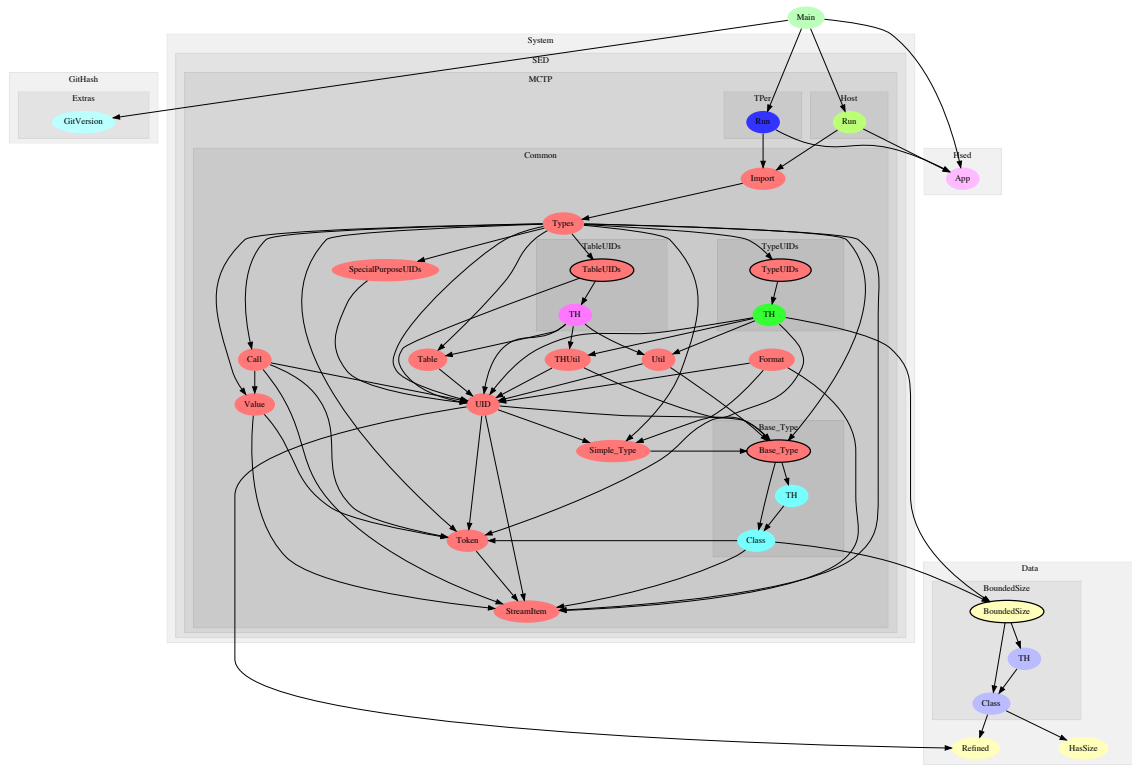 Main
System
SED
GitHash
MCTP
Extras
TPer
Host
GitVersion
Run
Run
Common
Hsed
Import
App
Types
TableUIDs
TypeUIDs
SpecialPurposeUIDs
TableUIDs
TypeUIDs
TH
TH
Call
Table
THUtil
Util
Format
Value
UID
Base_Type
Simple_Type
Base_Type
TH
Token
Class
Data
BoundedSize
StreamItem
BoundedSize
TH
Class
Refined
HasSize